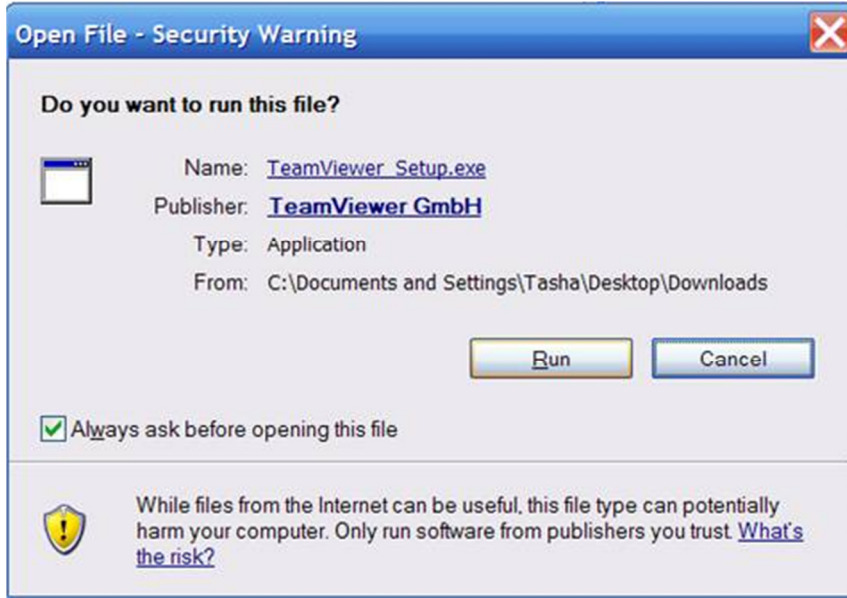 Open File - Security Warning
Do you want to run this file?
Name: TeamViewer_Setup.exe
Publisher: TeamViewer GmbH
Type: Application
From: C:\Documents and Settings\Tasha\Desktop\Downloads
Run Cancel
Always ask before opening this file
While files from the Internet can be useful, this file type can potentially
harm your computer. Only run software from publishers you trust. What's
the risk?